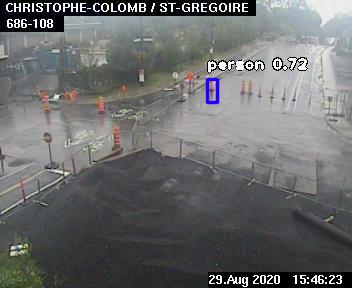 CHRISTOPHE-COLOMB / ST-GREGOIRE
686-108
person 0.72
29.Aug 2020 15:46:23